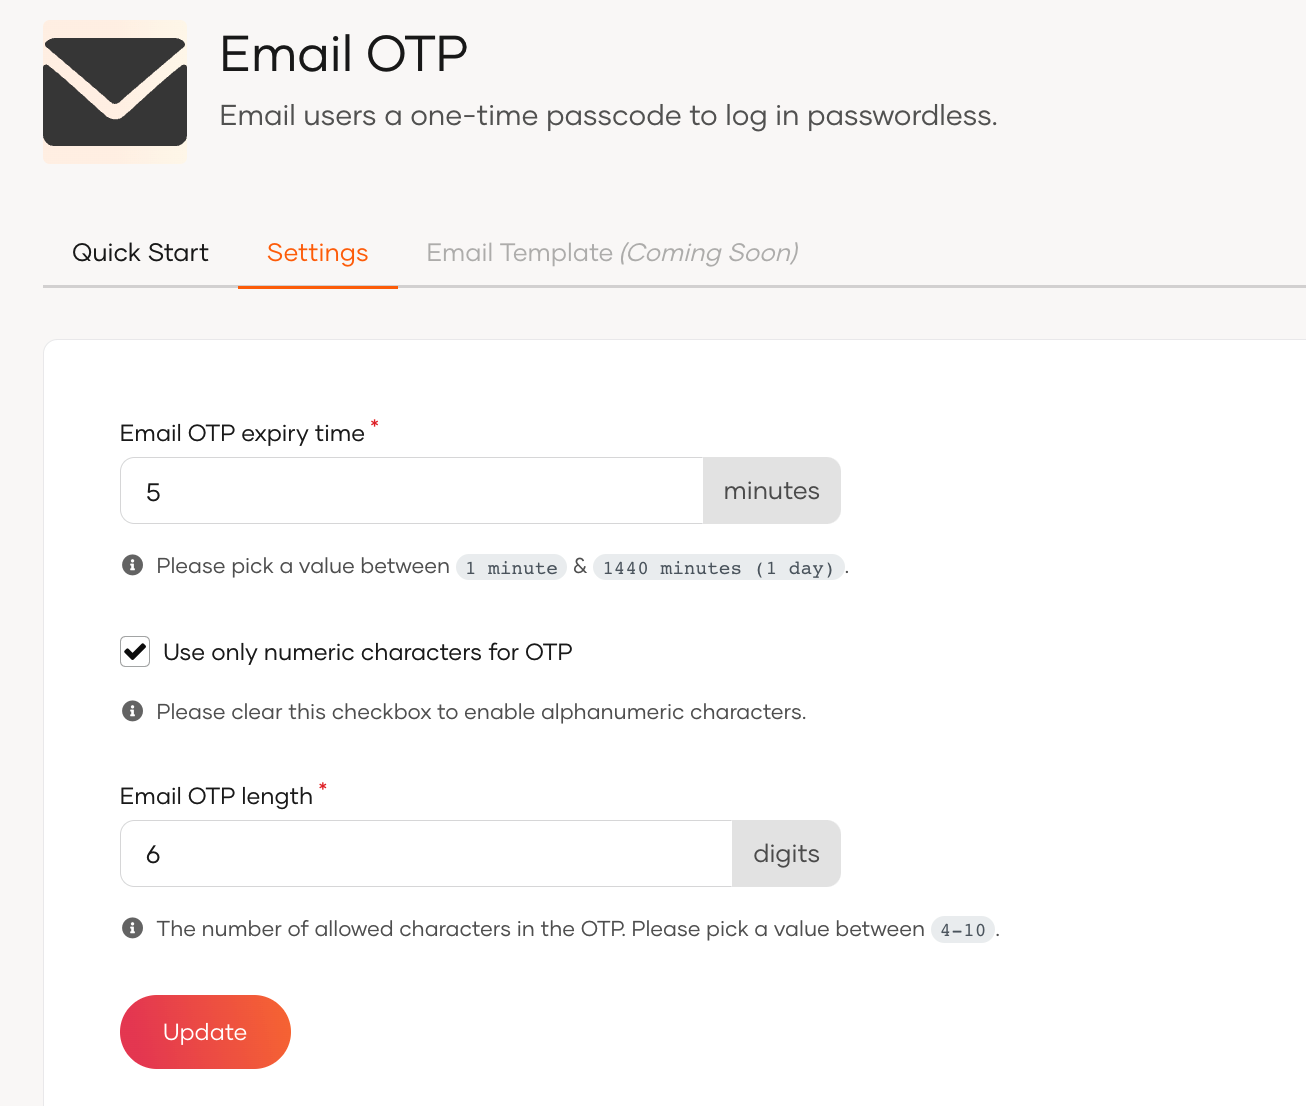 Email OTP
Email users a one-time passcode to log in passwordless.
Quick Start Settings Email Template (Coming Soon)
Email OTP expiry time *
5 minutes
Please pick a value between 1 minute & 1440 minutes (1 day).
Use only numeric characters for OTP
Please clear this checkbox to enable alphanumeric characters.
Email OTP length *
6 digits
The number of allowed characters in the OTP. Please pick a value between 4-10.
Update